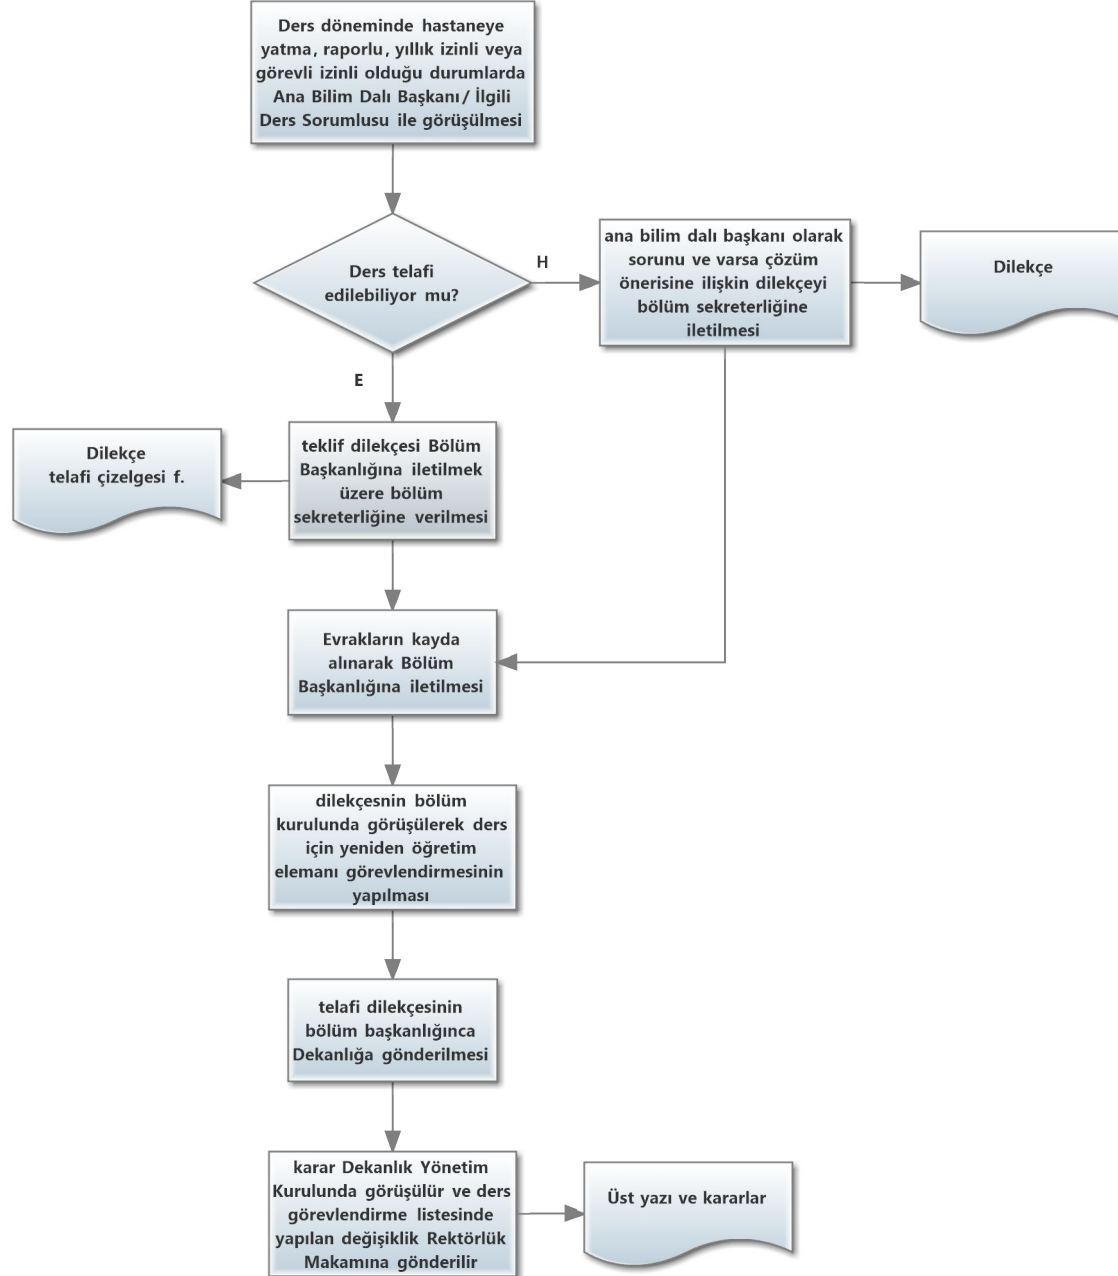 Ders döneminde hastaneye
yatma, raporlu, yıllık izinli veya
görevli izinli olduğu durumlarda
Ana Bilim Dalı Başkanı/ İlgili
Ders Sorumlusu ile görüşülmesi
Ders telafi
edilebiliyor mu?
H
ana bilim dalı başkanı olarak
sorunu ve varsa çözüm
önerisine ilişkin dilekçeyi
bölüm sekreterliğine
iletilmesi
Dilekçe
E
Dilekçe
telafi çizelgesi f.
teklif dilekçesi Bölüm
Başkanlığına iletilmek
üzere bölüm
sekreterliğine verilmesi
Evrakların kayda
alınarak Bölüm
Başkanlığına iletilmesi
dilekçesnin bölüm
kurulunda görüşülerek ders
için yeniden öğretim
elemanı görevlendirmesinin
yapılması
telafi dilekçesinin
bölüm başkanlığınca
Dekanlığa gönderilmesi
karar Dekanlık Yönetim
Kurulunda görüşülür ve ders
görevlendirme listesinde
yapılan değişiklik Rektörlük
Makamına gönderilir
Üst yazı ve kararlar